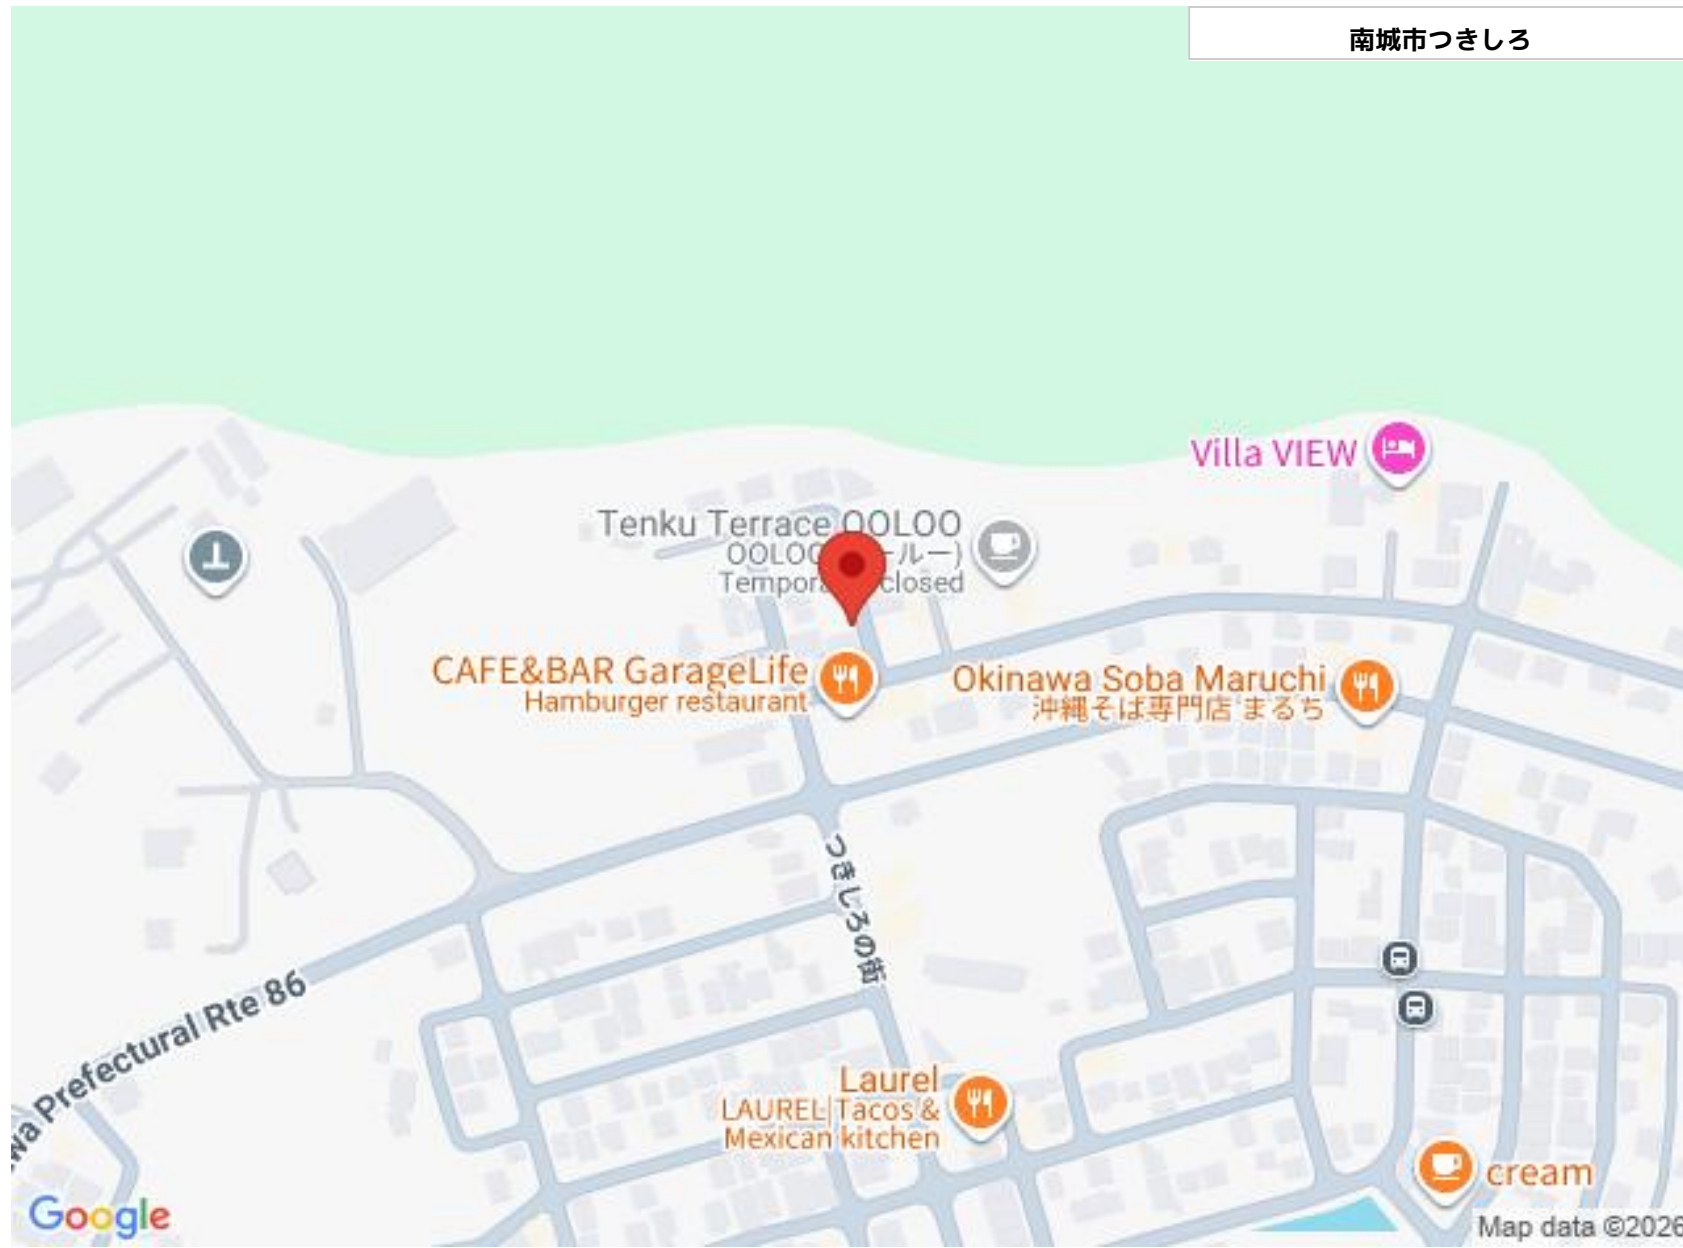 南城市つきしろ
Villa VIEW
Tenku Terrace OOLOO
OOLOO
ールー)
closed
CAFE&BAR GarageLife
Hamburger restaurant
Okinawa Soba Maruchi
沖縄そば専門店 まるち
つきしろの街
wa Prefectural Rte 86
Laurel
LAUREL|Tacos &
Mexican kitchen
cream
Google
Map data ©2026